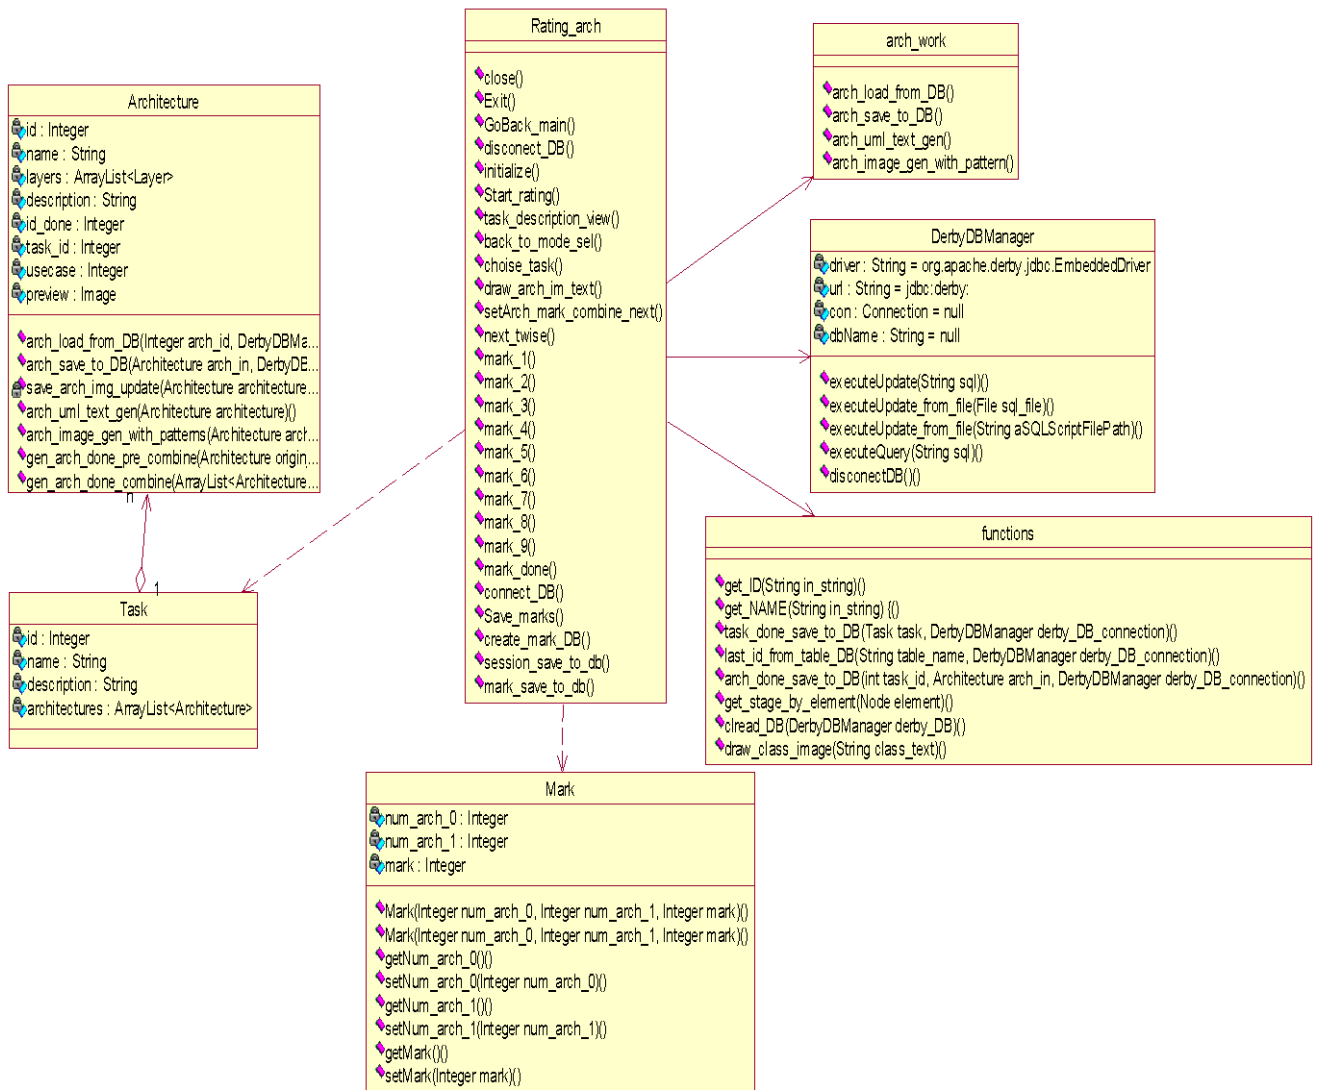 Rating_arch
close()
Exit()
GoBack_main()
disconect_DB()
initialize()
Start_rating()
task_description_view()
back_to_mode_sel()
choise_task()
draw_arch_im_text()
setArch_mark_combine_next()
next_twise()
mark_1()
mark_2()
mark_3()
mark_4()
mark_5()
mark_6()
mark_7()
mark_8()
mark_9()
mark_done()
connect_DB()
Save_marks()
create_mark_DB()
session_save_to_db()
mark_save_to_db()
arch_work
arch_load_from_DB()
arch_save_to_DB()
arch_uml_text_gen()
arch_image_gen_with_pattern()
Architecture
id : Integer
name : String
layers : ArrayList<Layer>
description : String
id_done : Integer
task_id : Integer
usecase : Integer
preview : Image
arch_load_from_DB(Integer arch_id, DerbyDBMa...
arch_save_to_DB(Architecture arch_in, DerbyDB...
save_arch_img_update(Architecture architecture...
arch_uml_text_gen(Architecture architecture)()
arch_image_gen_with_patterns(Architecture arch...
gen_arch_done_pre_combine(Architecture origin,...
gen_arch_done_combine(ArrayList<Architecture...
n
1
DerbyDBManager
driver : String = org.apache.derby.jdbc.EmbeddedDriver
url : String = jdbc:derby:
con : Connection = null
dbName : String = null
executeUpdate(String sql)()
executeUpdate_from_file(File sql_file)()
executeUpdate_from_file(String aSQLScriptFilePath)()
executeQuery(String sql)()
disconectDB()()
functions
get_ID(String in_string)()
get_NAME(String in_string) {()
task_done_save_to_DB(Task task, DerbyDBManager derby_DB_connection)()
last_id_from_table_DB(String table_name, DerbyDBManager derby_DB_connection)()
arch_done_save_to_DB(int task_id, Architecture arch_in, DerbyDBManager derby_DB_connection)()
get_stage_by_element(Node element)()
clread_DB(DerbyDBManager derby_DB)()
draw_class_image(String class_text)()
Task
id : Integer
name : String
description : String
architectures : ArrayList<Architecture>
Mark
num_arch_0 : Integer
num_arch_1 : Integer
mark : Integer
Mark(Integer num_arch_0, Integer num_arch_1, Integer mark)()
Mark(Integer num_arch_0, Integer num_arch_1, Integer mark)()
getNum_arch_0()()
setNum_arch_0(Integer num_arch_0)()
getNum_arch_1()()
setNum_arch_1(Integer num_arch_1)()
getMark()()
setMark(Integer mark)()